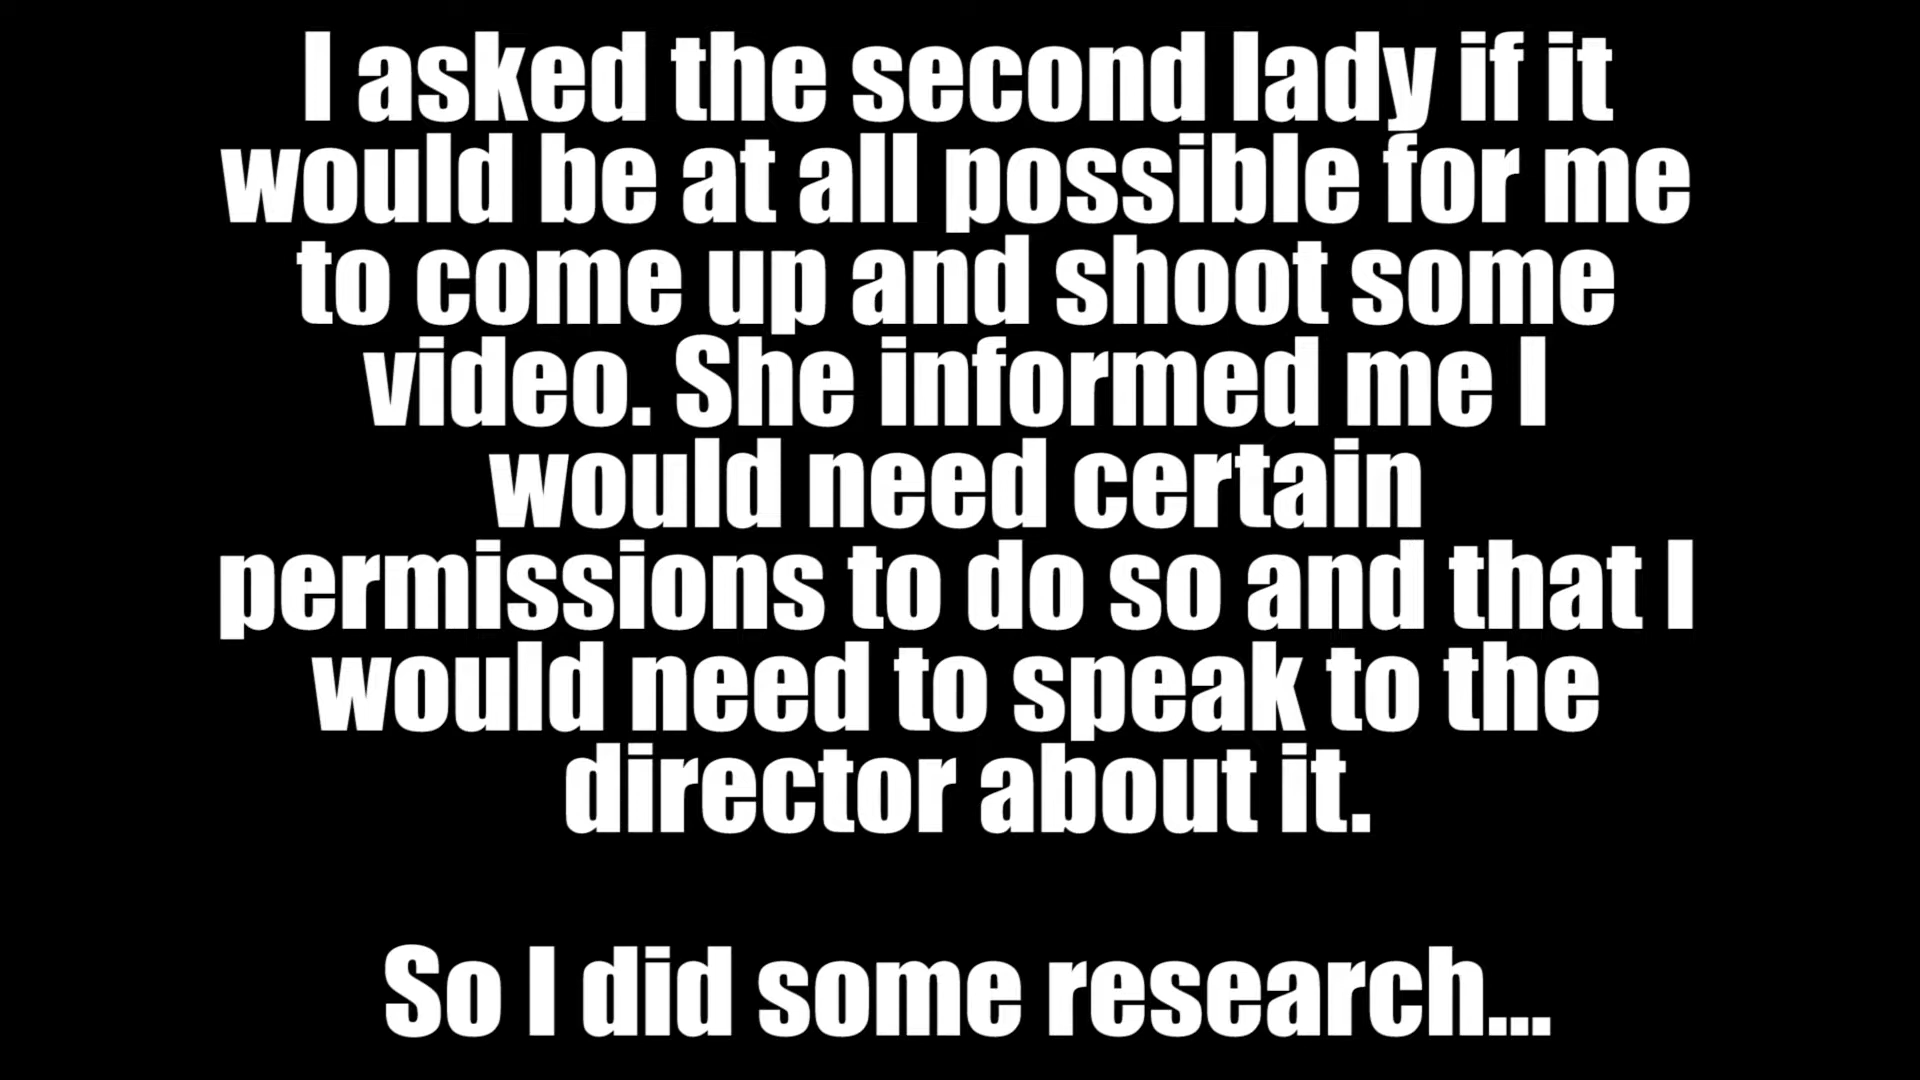 I asked the second lady if it
would be at all possible for me
to come up and shoot some
video. She informed me I
would need certain
permissions to do so and that I
would need to speak to the
director about it.
So I did some research...